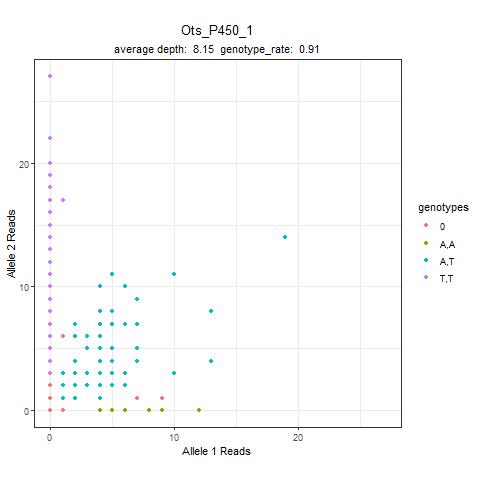 Ots_P450_1
average depth: 8.15 genotype_rate: 0.91
Allele 2 Reads
20
10
0
0
10
20
Allele 1 Reads
genotypes
0
A,A
A,T
T,T